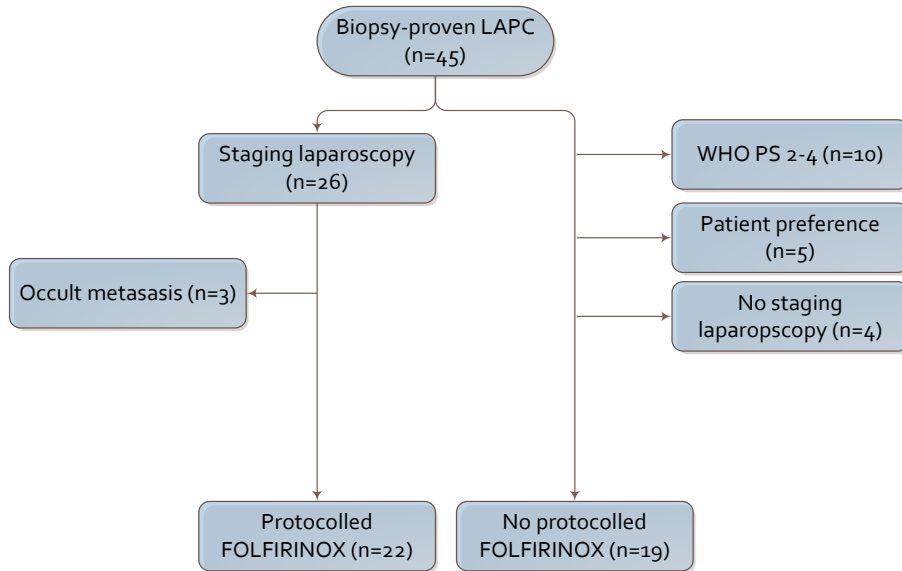 Biopsy-proven LAPC
(n=45)
Staging laparoscopy
(n=26)
WHO PS 2-4 (n=10)
Patient preference
(n=5)
Occult metasasis (n=3)
No staging
laparopscopy (n=4)
Protocolled
FOLFIRINOX (n=22)
No protocolled
FOLFIRINOX (n=19)